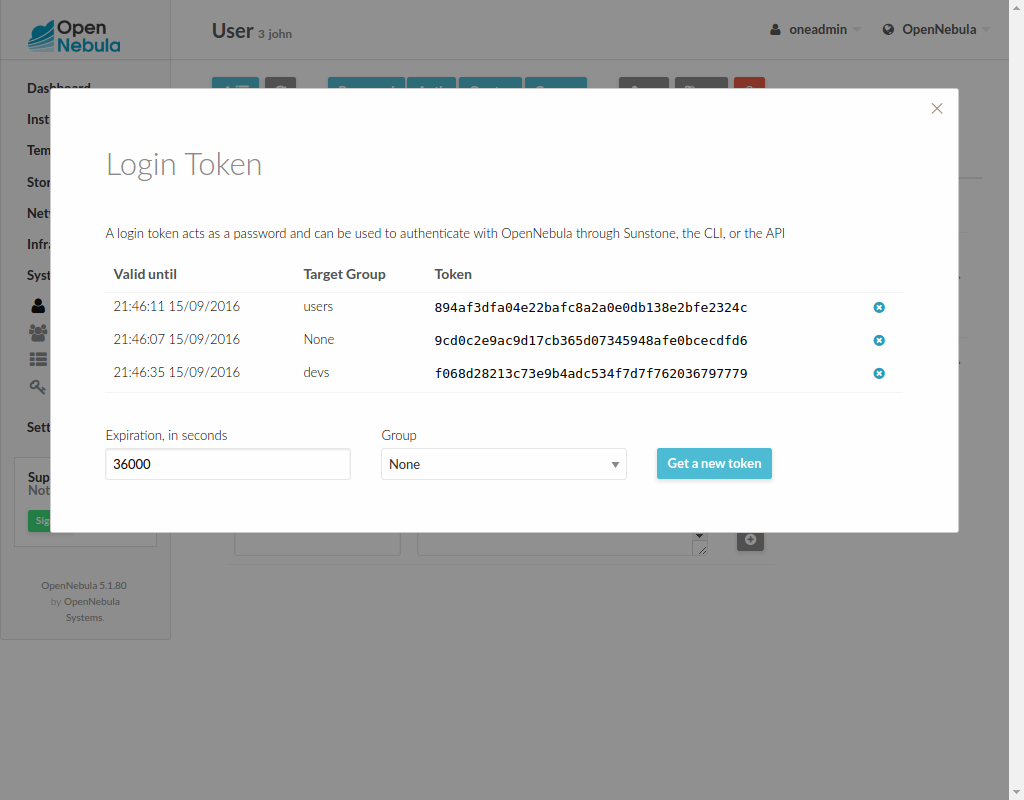 Open
Nebula
User 3 john
oneadmin
OpenNebula
Dashboard
Login Token
A login token acts as a password and can be used to authenticate with OpenNebula through Sunstone, the CLI, or the API
Valid until Target Group Token
21:46:11 15/09/2016 users 894af3dfa04e22bafc8a2a0e0db138e2bfe2324c
21:46:07 15/09/2016 None 9cd0c2e9ac9d17cb365d07345948afe0bcecdfd6
21:46:35 15/09/2016 devs f068d28213c73e9b4adc534f7d7f762036797779
Expiration, in seconds Group
36000 None Get a new token
Inst
Tem
Stor
Netw
Infra
Syst
Sett
Sup
Not
Sig
OpenNebula 5.1.80
by OpenNebula
Systems.